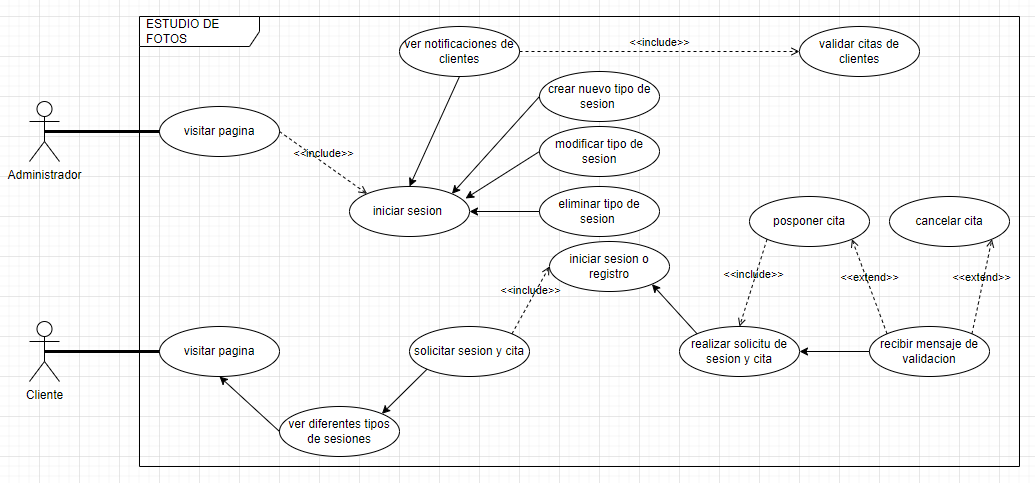 ESTUDIO DE
FOTOS
ver notificaciones de
clientes
<<include>>
validar citas de
clientes
crear nuevo tipo de
sesion
visitar pagina
<<include>>
modificar tipo de
sesion
Administrador
iniciar sesion
eliminar tipo de
sesion
posponer cita
cancelar cita
iniciar sesion o
registro
<<include>>
<<include>>
<<extend>>
<<extend>>
visitar pagina
solicitar sesion y cita
realizar solicitu de
sesion y cita
recibir mensaje de
validacion
Cliente
ver diferentes tipos
de sesiones